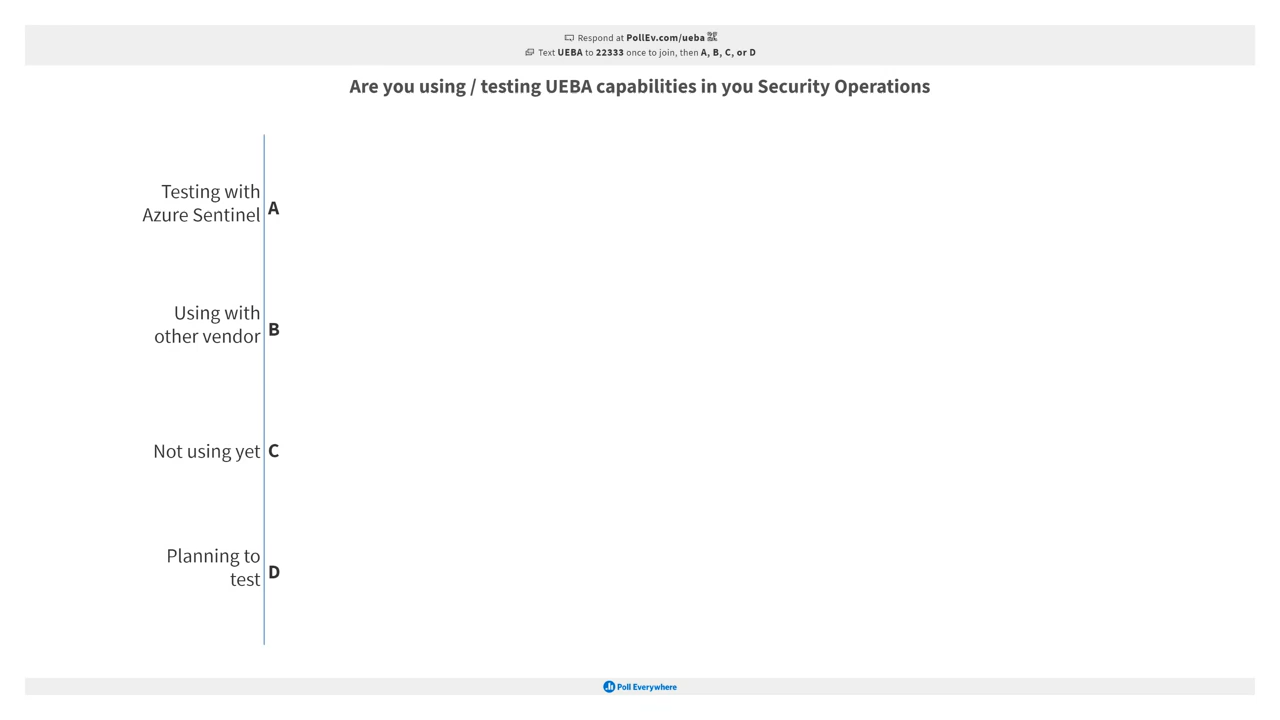 Respond at PollEv.com/ueba
Text UEBA to 22333 once to join, then A, B, C, or D
Are you using / testing UEBA capabilities in you Security Operations
Testing with
Azure Sentinel
A
Using with
other vendor
B
Not using yet
C
Planning to
test
D
Poll Everywhere